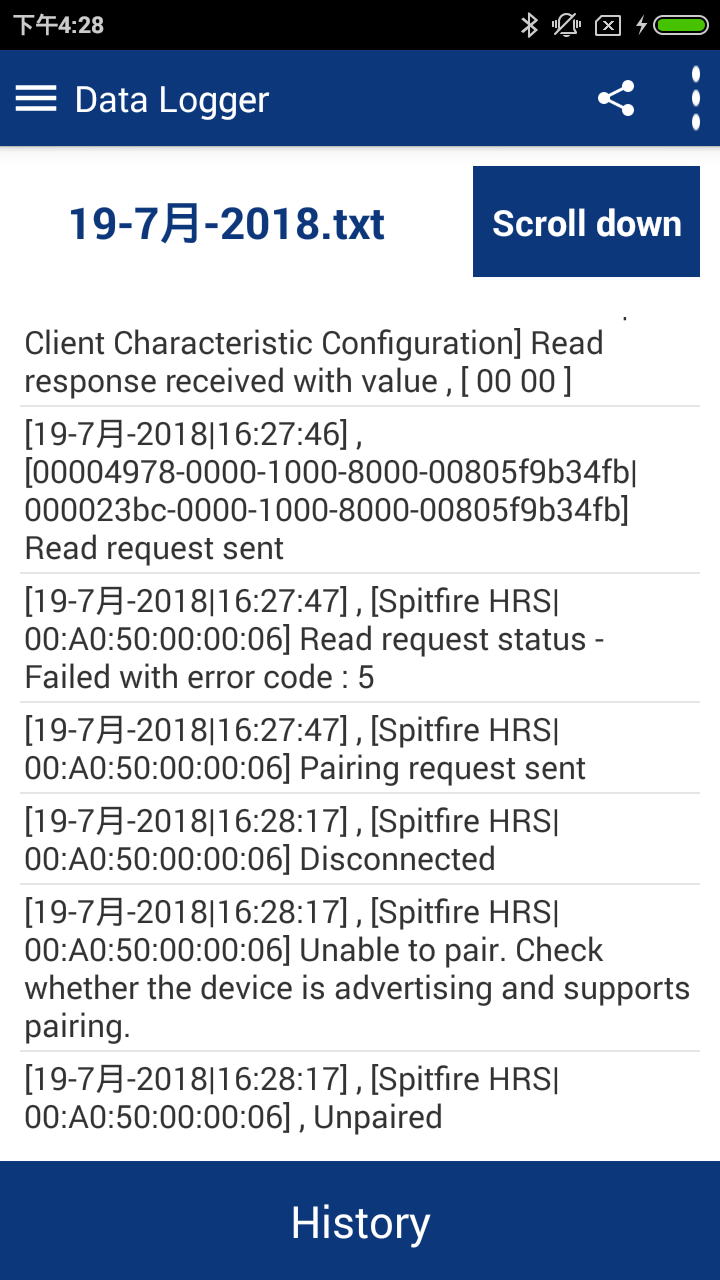 下午4:28
Data Logger
19-7月-2018.txt
Scroll down
Client Characteristic Configuration] Read
response received with value , [ 00 00 ]
[19-7月-2018|16:27:46] ,
[00004978-0000-1000-8000-00805f9b34fb|
000023bc-0000-1000-8000-00805f9b34fb]
Read request sent
[19-7月-2018|16:27:47] , [Spitfire HRS|
00:A0:50:00:00:06] Read request status -
Failed with error code : 5
[19-7月-2018|16:27:47] , [Spitfire HRS|
00:A0:50:00:00:06] Pairing request sent
[19-7月-2018|16:28:17] , [Spitfire HRS|
00:A0:50:00:00:06] Disconnected
[19-7月-2018|16:28:17] , [Spitfire HRS|
00:A0:50:00:00:06] Unable to pair. Check
whether the device is advertising and supports
pairing.
[19-7月-2018|16:28:17] , [Spitfire HRS|
00:A0:50:00:00:06] , Unpaired
History